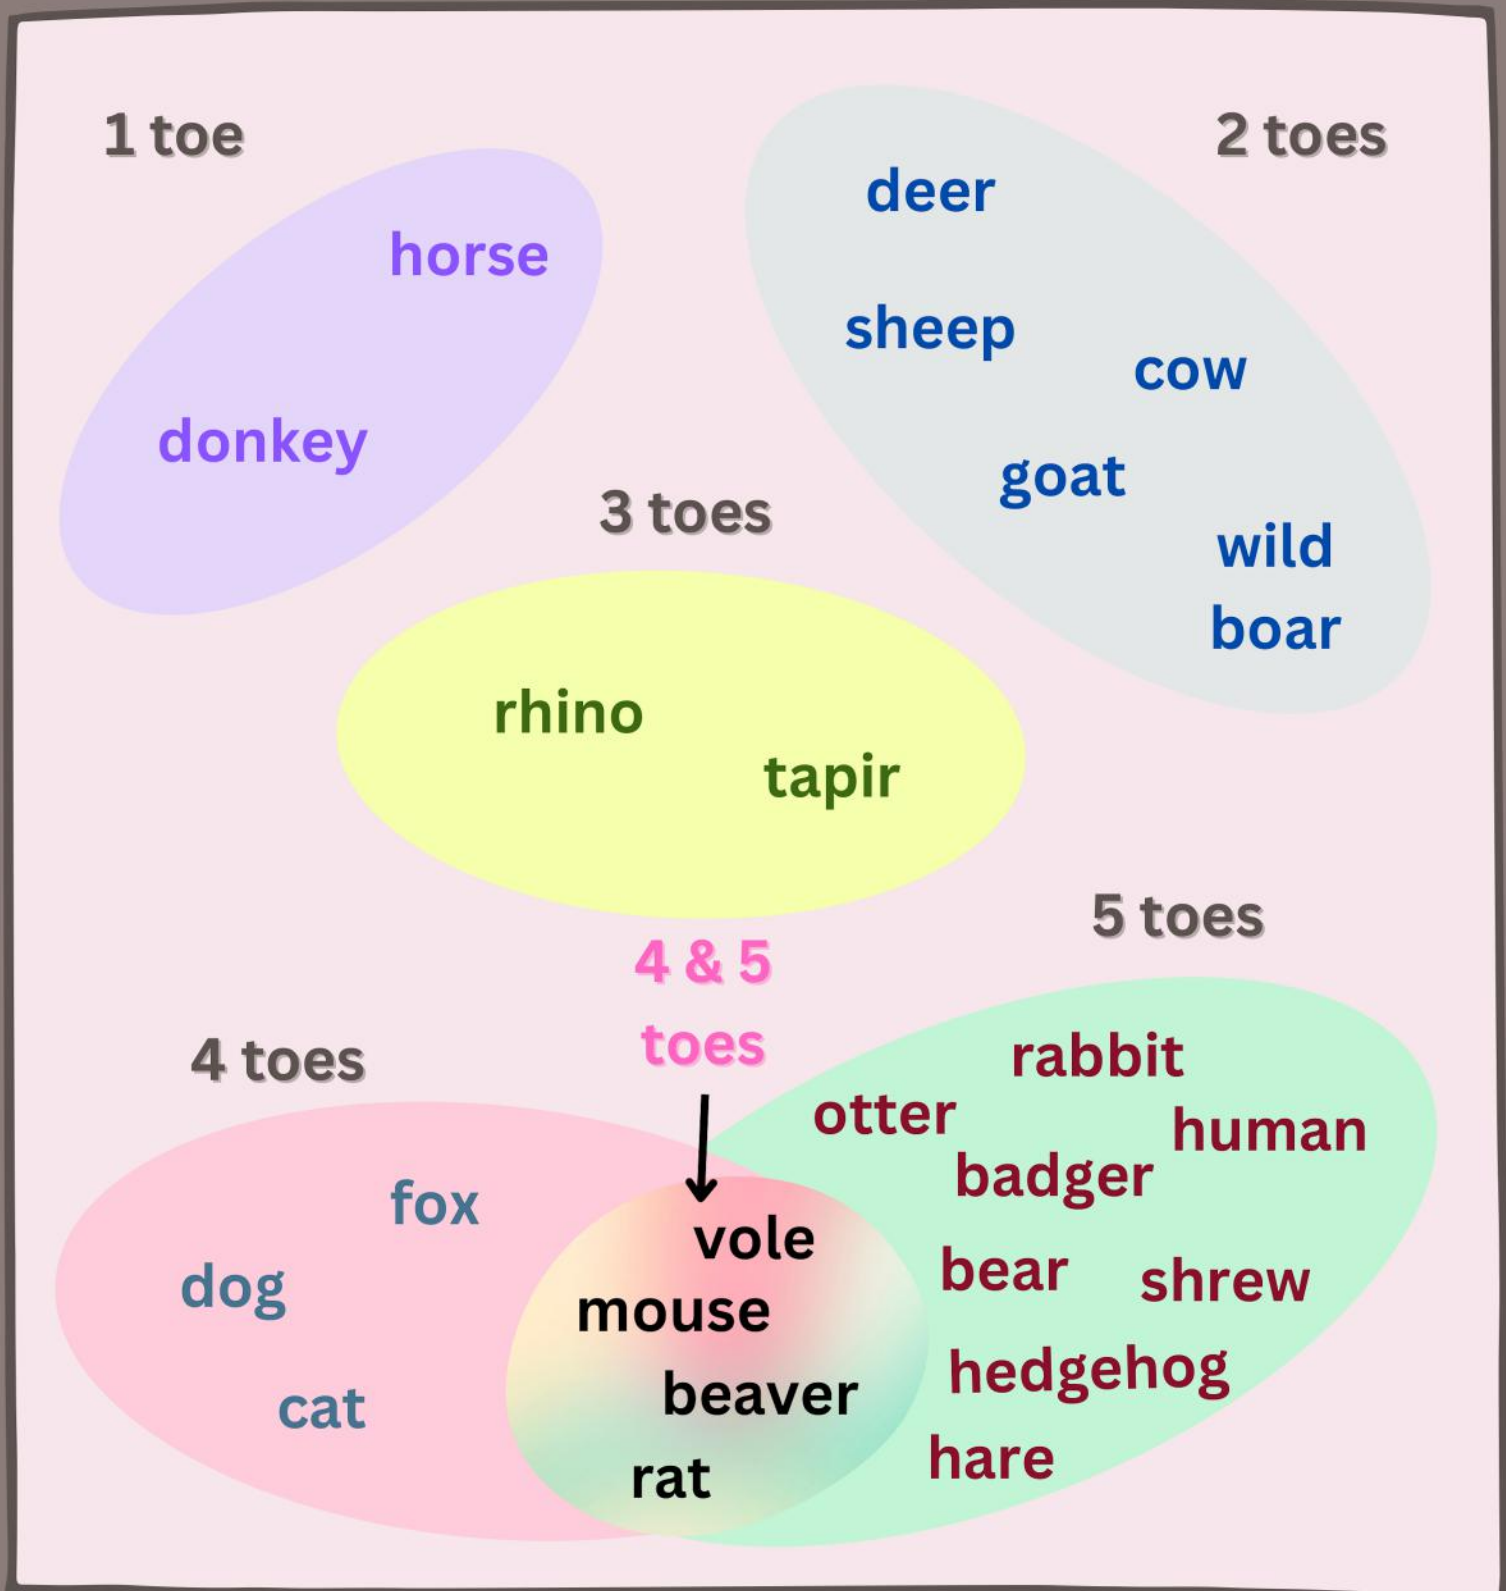 1 toe
horse
donkey
2 toes
deer
sheep
cow
goat
wild
boar
3 toes
rhino
tapir
4 toes
fox
dog
cat
4 & 5
toes
vole
mouse
beaver
rat
5 toes
rabbit
otter
human
badger
bear
shrew
hedgehog
hare